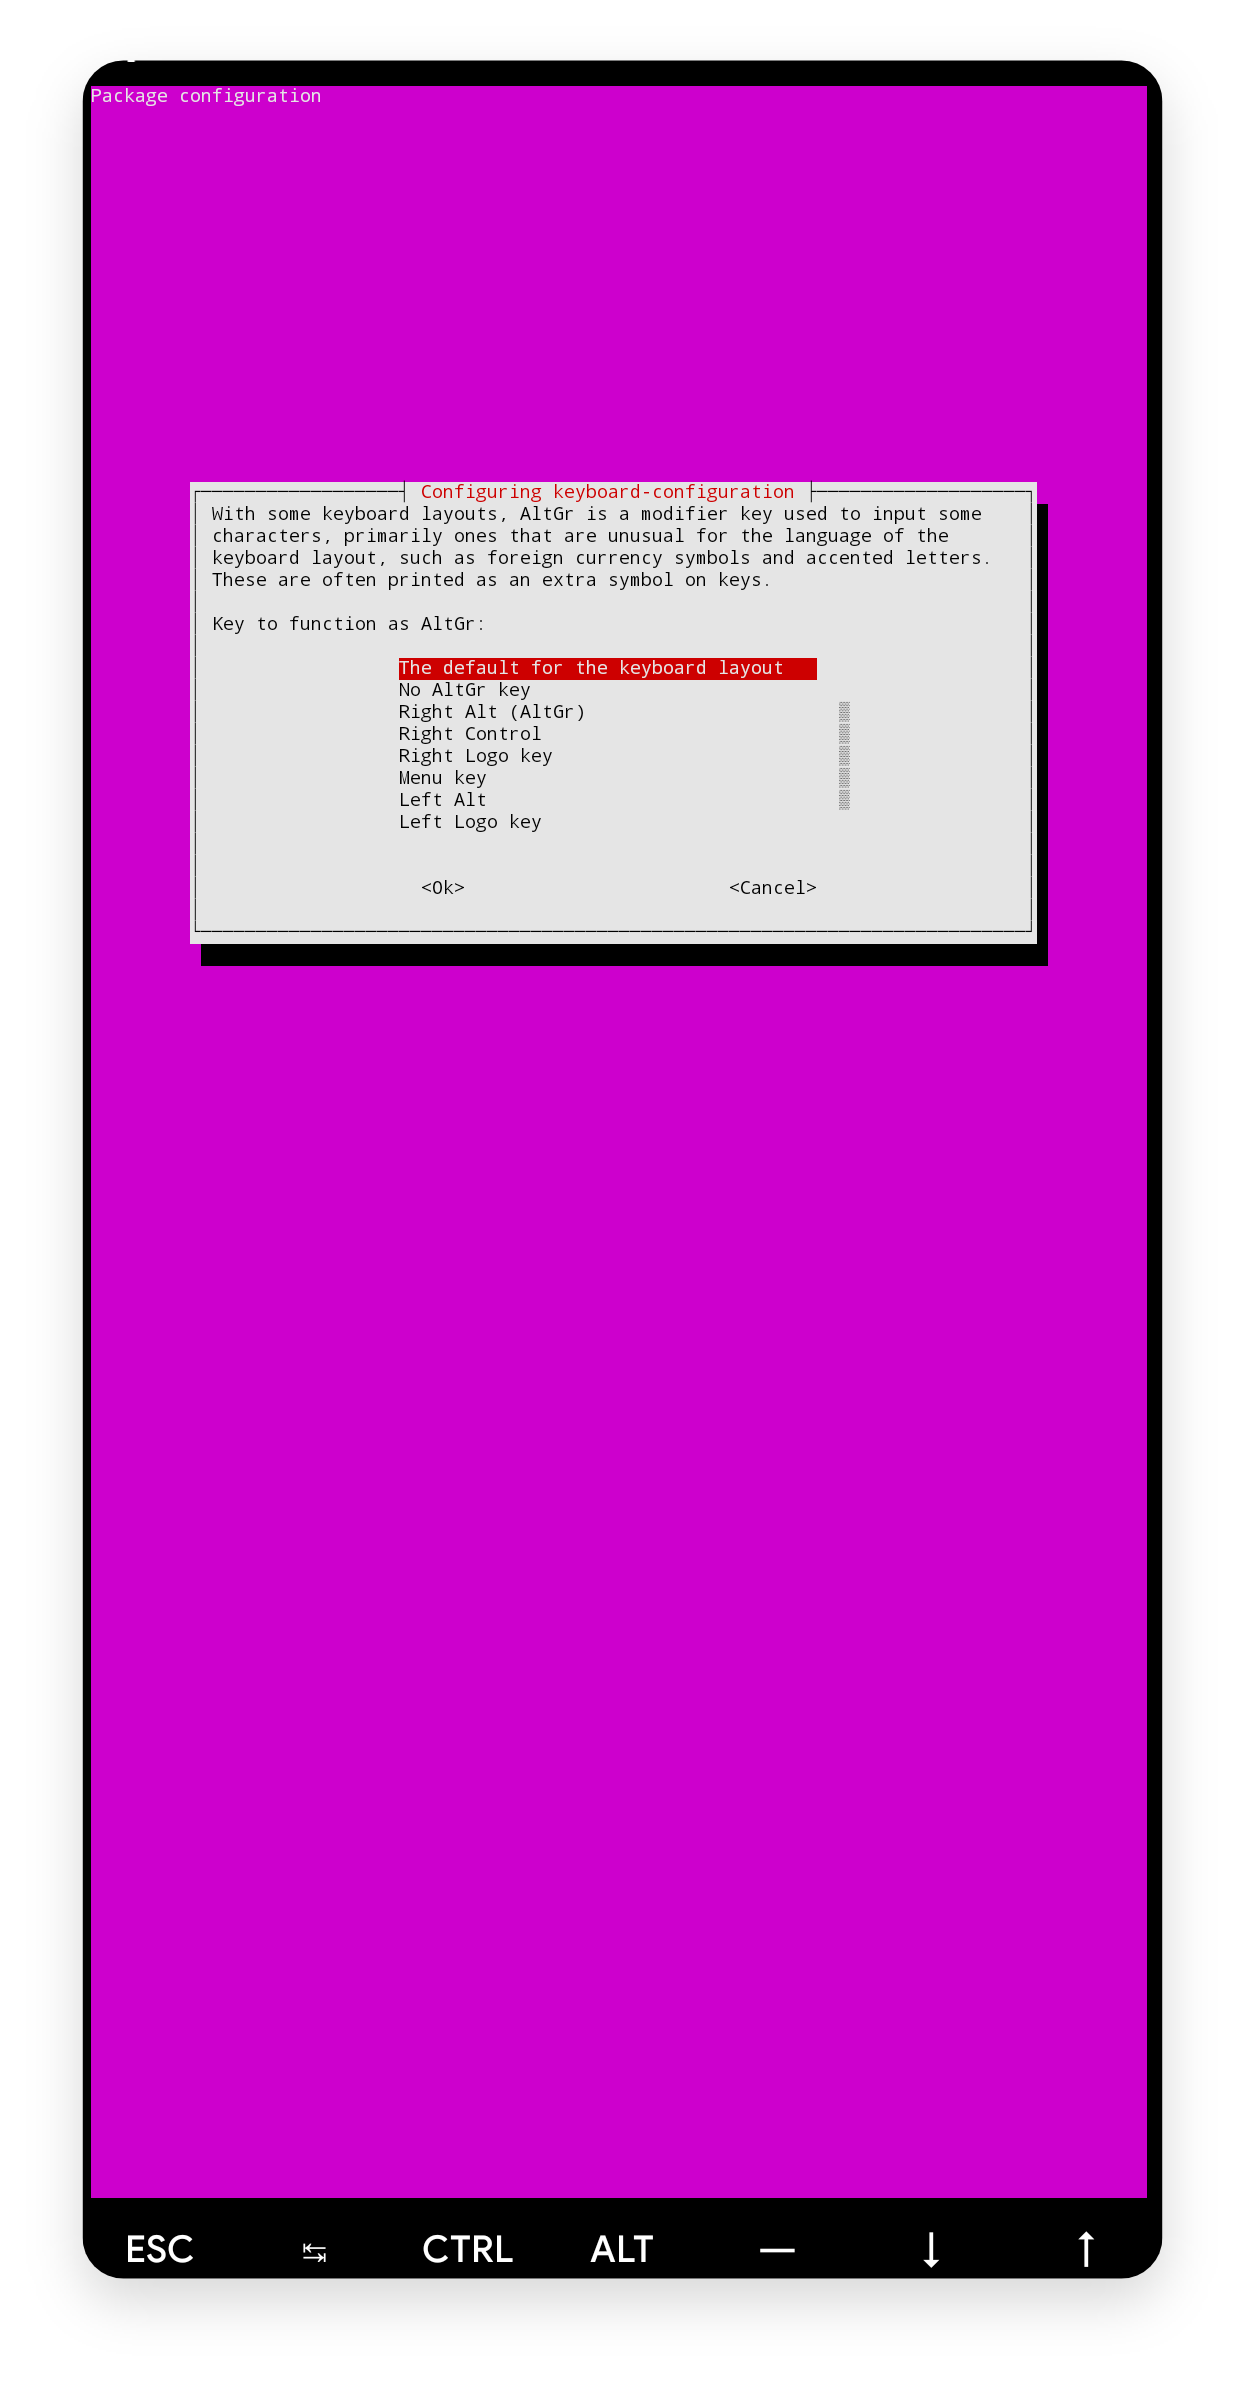 Package configuration
Configuring keyboard-configuration
With some keyboard layouts, AltGr is a modifier key used to input some
characters, primarily ones that are unusual for the language of the
keyboard layout, such as foreign currency symbols and accented letters.
These are often printed as an extra symbol on keys.
Key to function as AltGr:
The default for the keyboard layout
No AltGr key
Right Alt (AltGr)
Right Control
Right Logo key
Menu key
Left Alt
Left Logo key
<Ok> <Cancel>
ESC ↹ CTRL ALT — ↓ ↑